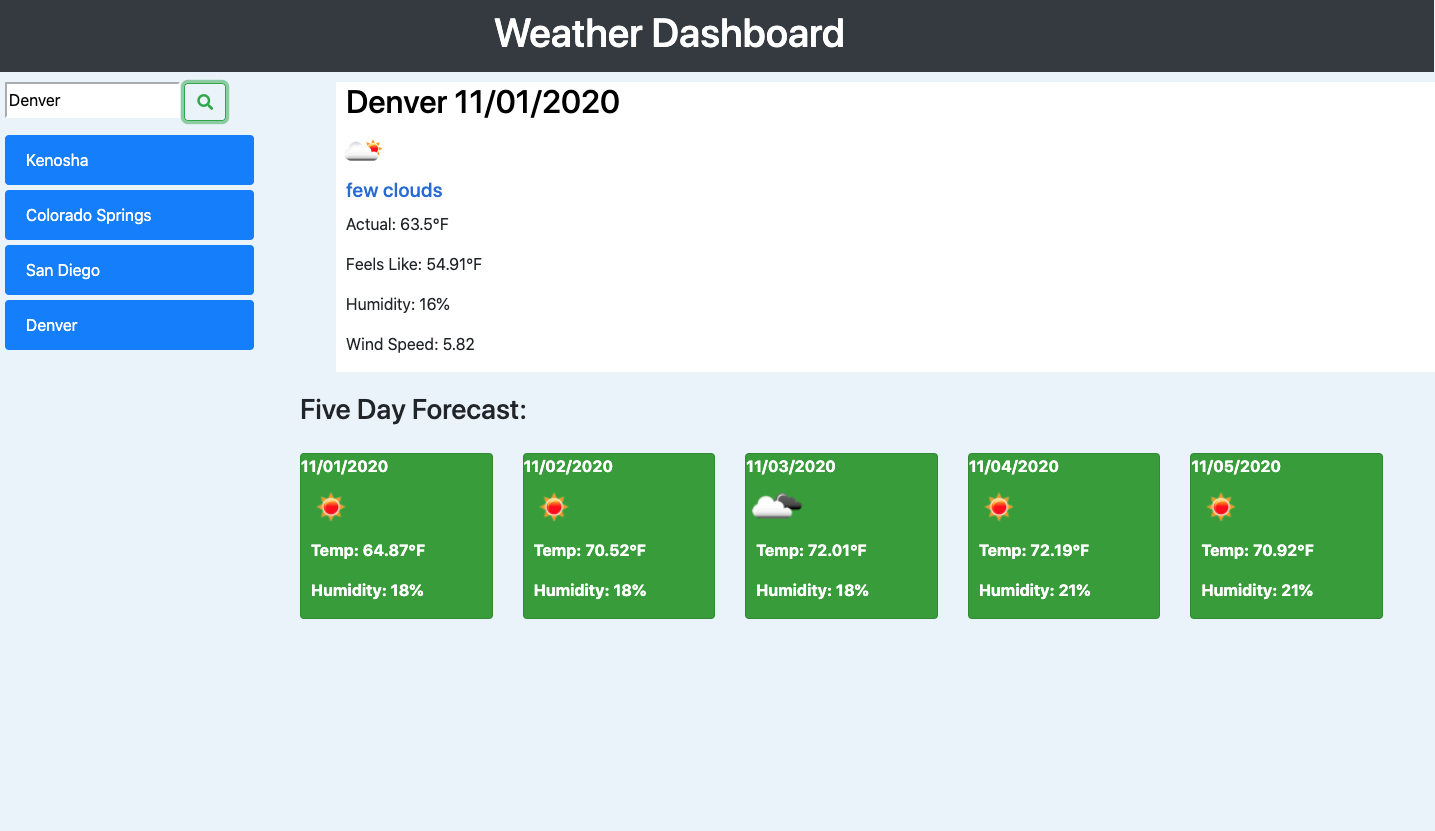 Weather Dashboard
Denver
Kenosha
Colorado Springs
San Diego
Denver
Denver 11/01/2020
few clouds
Actual: 63.5°F
Feels Like: 54.91°F
Humidity: 16%
Wind Speed: 5.82
Five Day Forecast:
11/01/2020
Temp: 64.87°F
Humidity: 18%
11/02/2020
Temp: 70.52°F
Humidity: 18%
11/03/2020
Temp: 72.01°F
Humidity: 18%
11/04/2020
Temp: 72.19°F
Humidity: 21%
11/05/2020
Temp: 70.92°F
Humidity: 21%